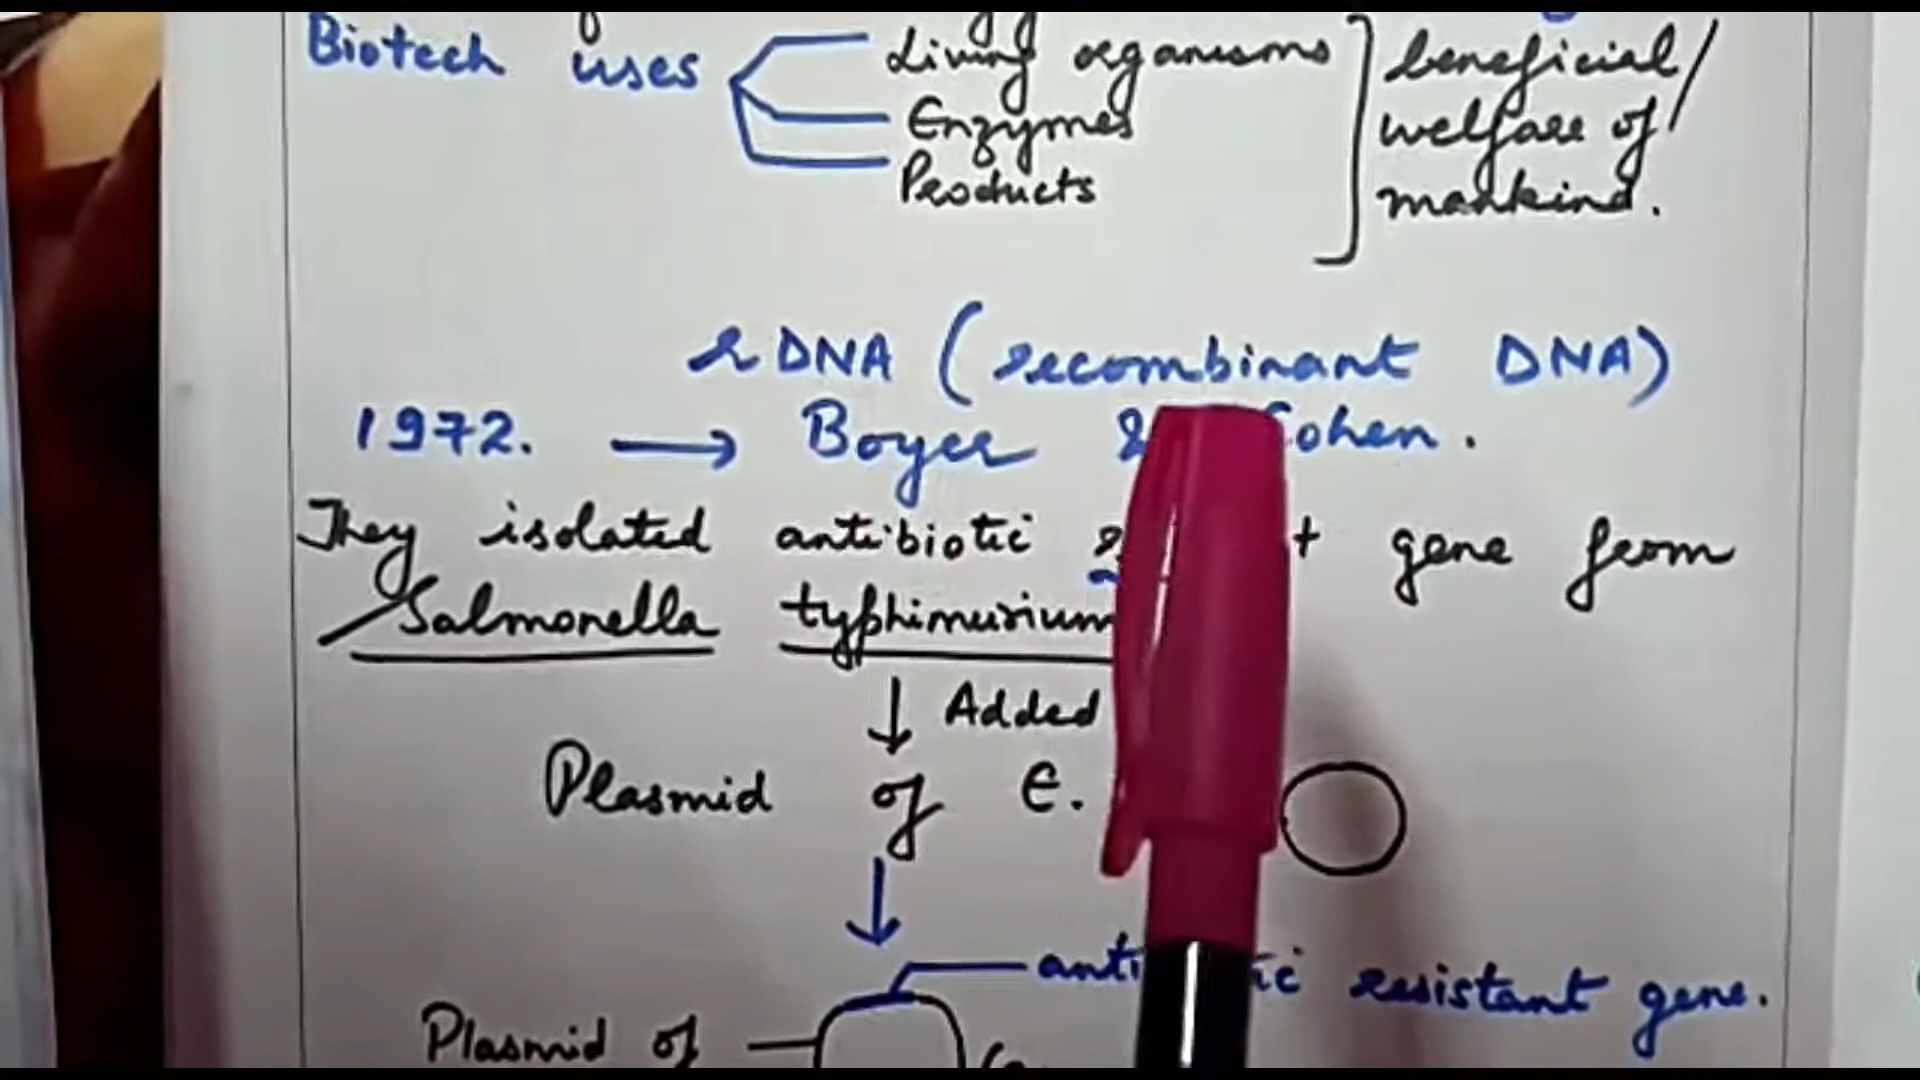 Biotech uses Living organisms beneficial/
Enzymes welfare of
Products mankind.
rDNA (recombinant DNA)
1972. → Boyer & Cohen.
They isolated antibiotic gene from
Salmonella typhimurium
↓ Added
Plasmid of E.
resistant gene.
Plasmid of